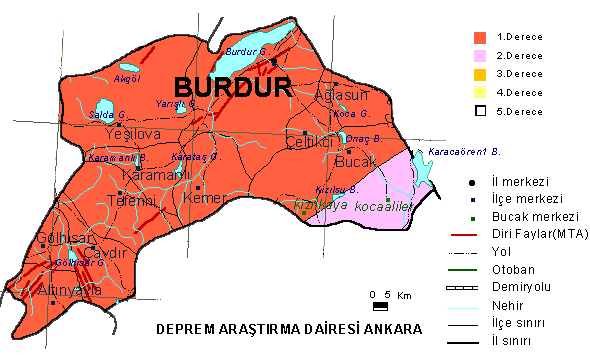 Burdur G.
1.Derece
2.Derece
3.Derece
4.Derece
5.Derece
Akgöl
BURDUR
Ağlasun
Yarışlı G.
Salda G.
Koca G.
Yeşilova
Çeltikçi
Onaç B.
Karacaören1 B.
Karamanlı B.
Karataş G.
Bucak
Karamanlı
Kemer
Tefenni
Kızılsu B.
kızılkaya
kocaaliler
Gölhisar
Çavdır
Gölhisar G.
Altınyayla
İl merkezi
İlçe merkezi
Bucak merkezi
Diri Faylar(MTA)
Yol
Otoban
Demiryolu
Nehir
İlçe sınırı
İl sınırı
0 5 Km
DEPREM ARAŞTIRMA DAİRESİ ANKARA